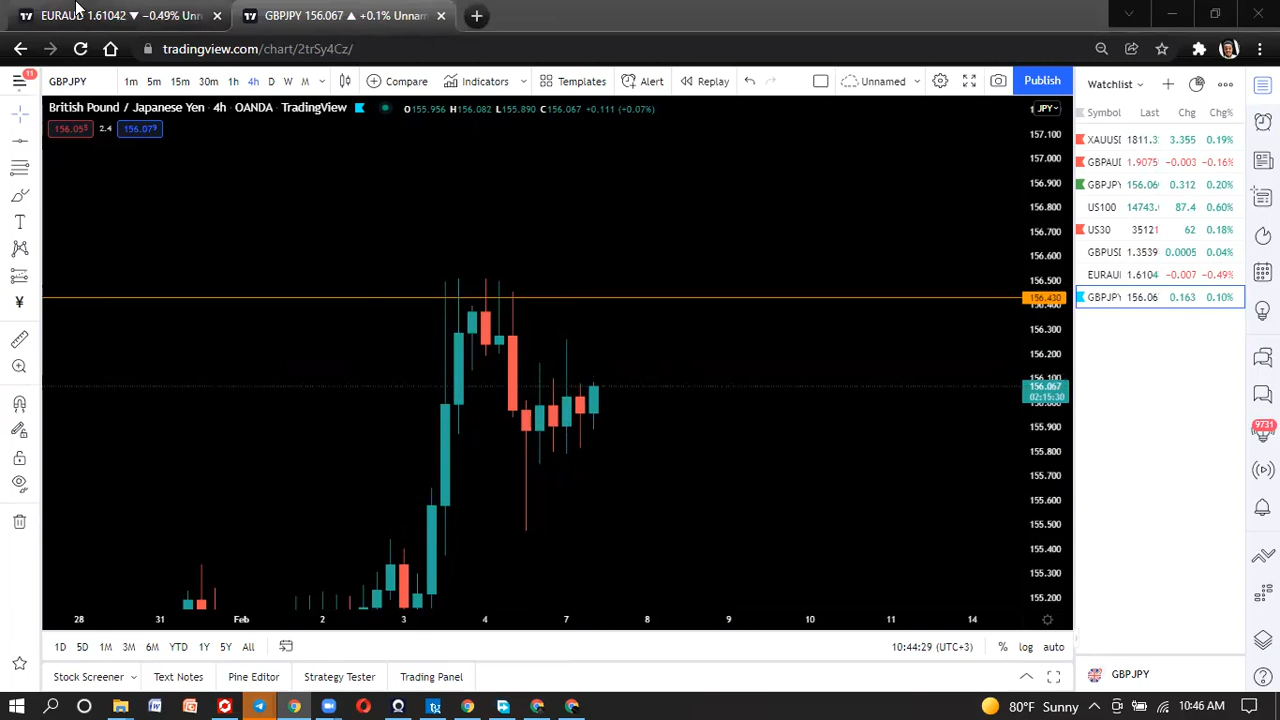 EURAUD 1.61042 ▼ −0.49% Unn
GBPJPY 156.067 ▲ +0.1% Unnam
tradingview.com/chart/2trSy4Cz/
11
GBPJPY 1m 5m 15m 30m 1h 4h D W M Compare Indicators Templates Alert Replay Unnamed Publish
British Pound / Japanese Yen · 4h · OANDA TradingView O155.956 H156.082 L155.890 C156.067 +0.111 (+0.07%)
156.055 2.4 156.079
JPY
157.100
157.000
156.900
156.800
156.700
156.600
156.500
156.430
156.400
156.300
156.200
156.100
156.067
02:15:30
155.900
155.800
155.700
155.600
155.500
155.400
155.300
155.200
Watchlist
Symbol Last Chg Chg%
XAUUSD 1811.3 3.355 0.19%
GBPAU 1.9075 −0.003 −0.16%
GBPJPY 156.06 0.312 0.20%
US100 14743. 87.4 0.60%
US30 3512 62 0.18%
GBPUSD 1.3539 0.0005 0.04%
EURAU 1.6104 −0.007 −0.49%
GBPJPY 156.06 0.163 0.10%
9731
28 31 Feb 2 3 4 7 8 9 10 11 14
1D 5D 1M 3M 6M YTD 1Y 5Y All 10:44:29 (UTC+3) % log auto
Stock Screener Text Notes Pine Editor Strategy Tester Trading Panel
GBPJPY
80°F Sunny 10:46 AM